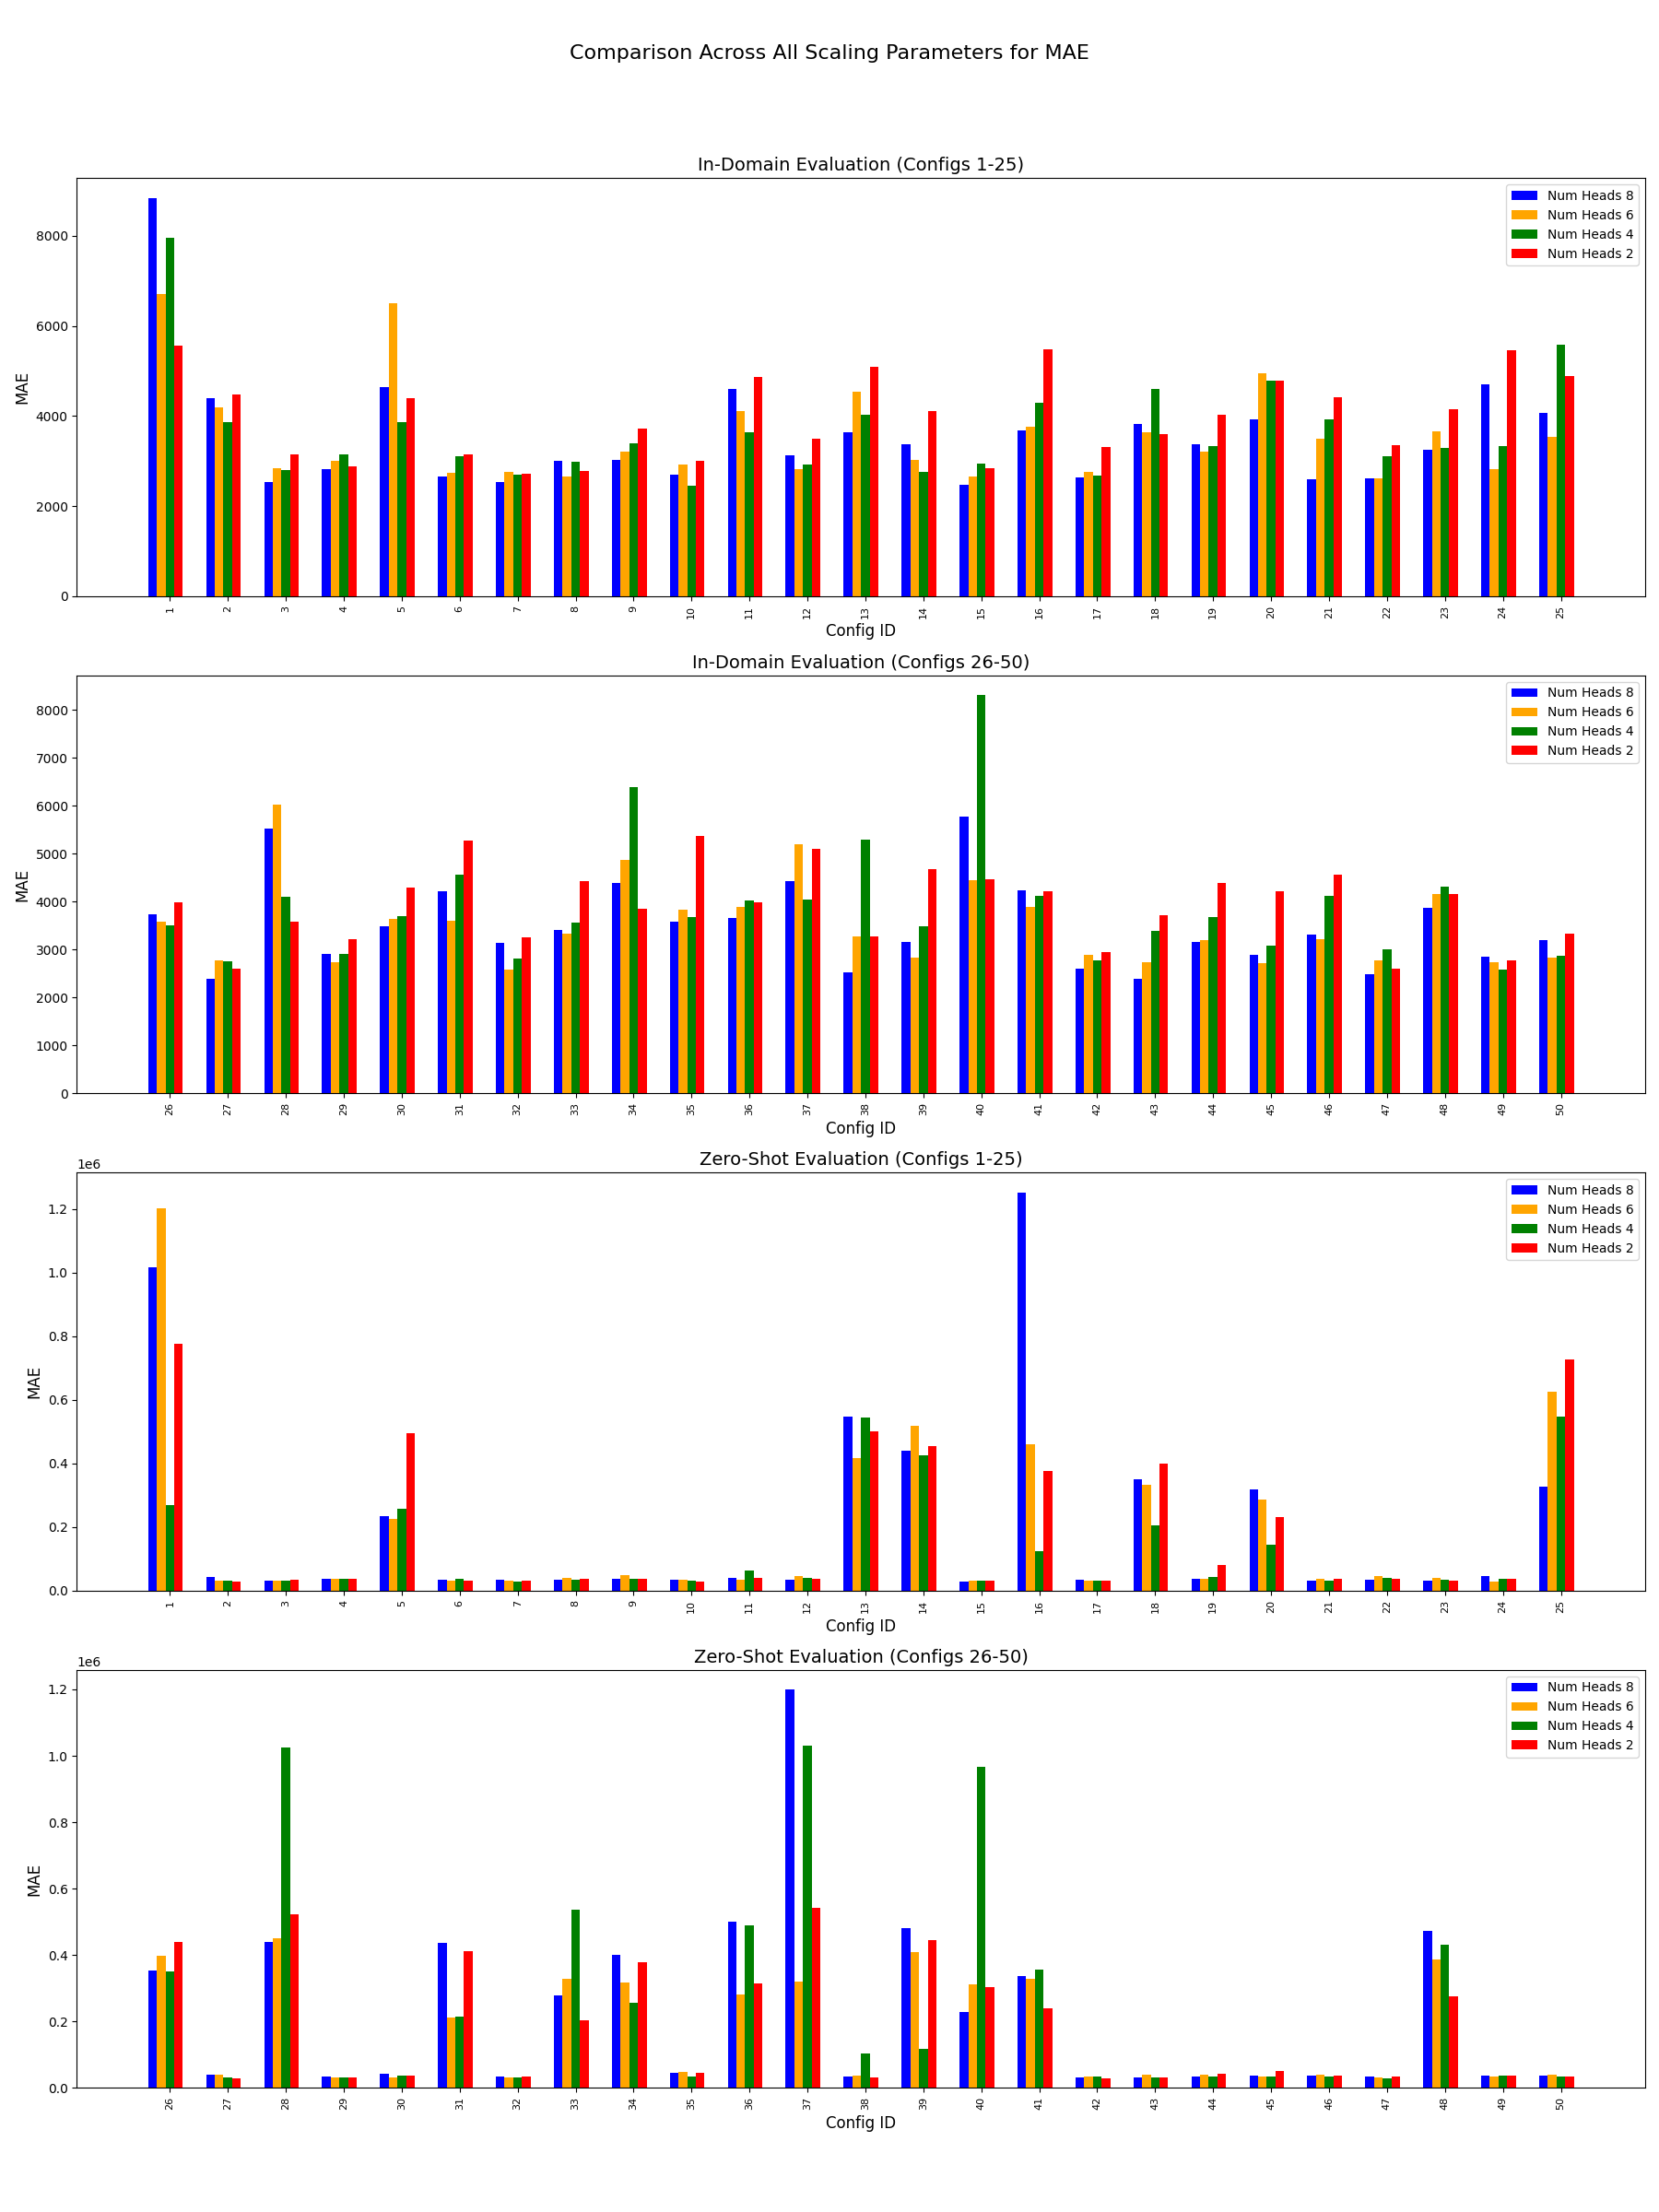 Comparison Across All Scaling Parameters for MAE
In-Domain Evaluation (Configs 1-25)
MAE
8000
6000
4000
2000
0
Num Heads 8
Num Heads 6
Num Heads 4
Num Heads 2
1 2 3 4 5 6 7 8 9 10 11 12 13 14 15 16 17 18 19 20 21 22 23 24 25
Config ID
In-Domain Evaluation (Configs 26-50)
MAE
8000
7000
6000
5000
4000
3000
2000
1000
0
Num Heads 8
Num Heads 6
Num Heads 4
Num Heads 2
26 27 28 29 30 31 32 33 34 35 36 37 38 39 40 41 42 43 44 45 46 47 48 49 50
Config ID
Zero-Shot Evaluation (Configs 1-25)
1e6
MAE
1.2
1.0
0.8
0.6
0.4
0.2
0.0
Num Heads 8
Num Heads 6
Num Heads 4
Num Heads 2
1 2 3 4 5 6 7 8 9 10 11 12 13 14 15 16 17 18 19 20 21 22 23 24 25
Config ID
Zero-Shot Evaluation (Configs 26-50)
1e6
MAE
1.2
1.0
0.8
0.6
0.4
0.2
0.0
Num Heads 8
Num Heads 6
Num Heads 4
Num Heads 2
26 27 28 29 30 31 32 33 34 35 36 37 38 39 40 41 42 43 44 45 46 47 48 49 50
Config ID